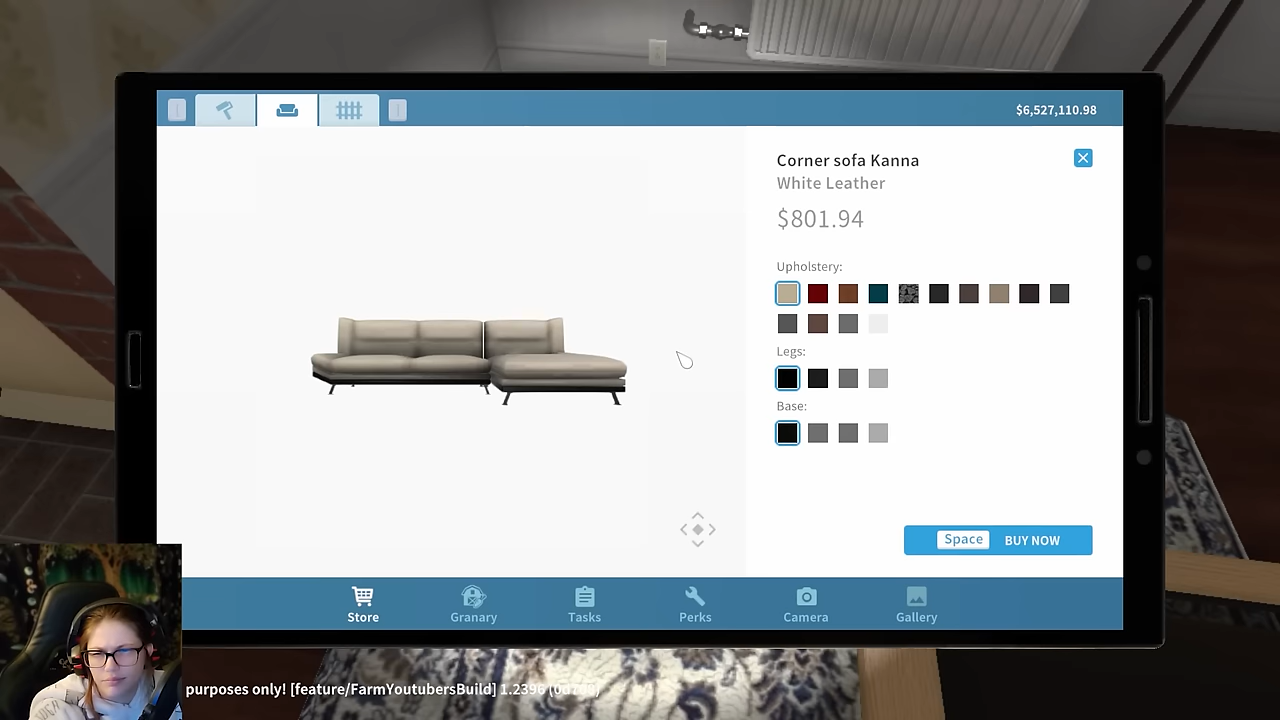 $6,527,110.98
Corner sofa Kanna
White Leather
$801.94
Upholstery:
Legs:
Base:
Space BUY NOW
Store Granary Tasks Perks Camera Gallery
purposes only! [feature/FarmYoutubersBuild] 1.2396